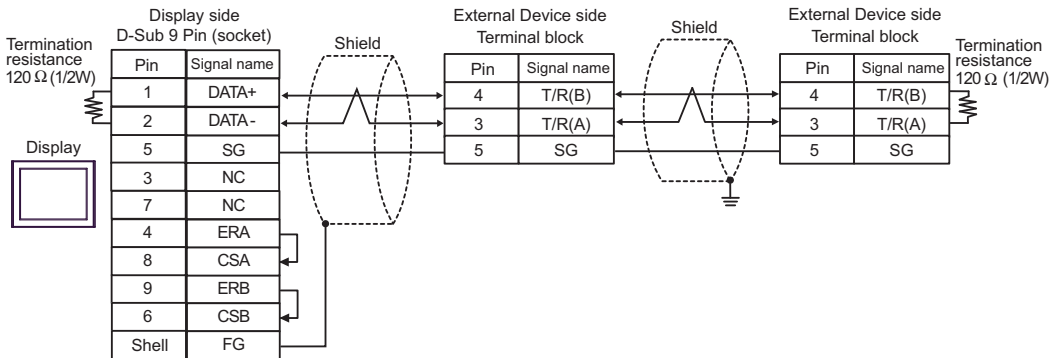 Display side
D-Sub 9 Pin (socket)
Termination
resistance
120 Ω (1/2W)
Pin Signal name
1 DATA+
2 DATA-
5 SG
3 NC
7 NC
4 ERA
8 CSA
9 ERB
6 CSB
Shell FG
Display
Shield
External Device side
Terminal block
Pin Signal name
4 T/R(B)
3 T/R(A)
5 SG
Shield
External Device side
Terminal block
Pin Signal name
4 T/R(B)
3 T/R(A)
5 SG
Termination
resistance
120 Ω (1/2W)